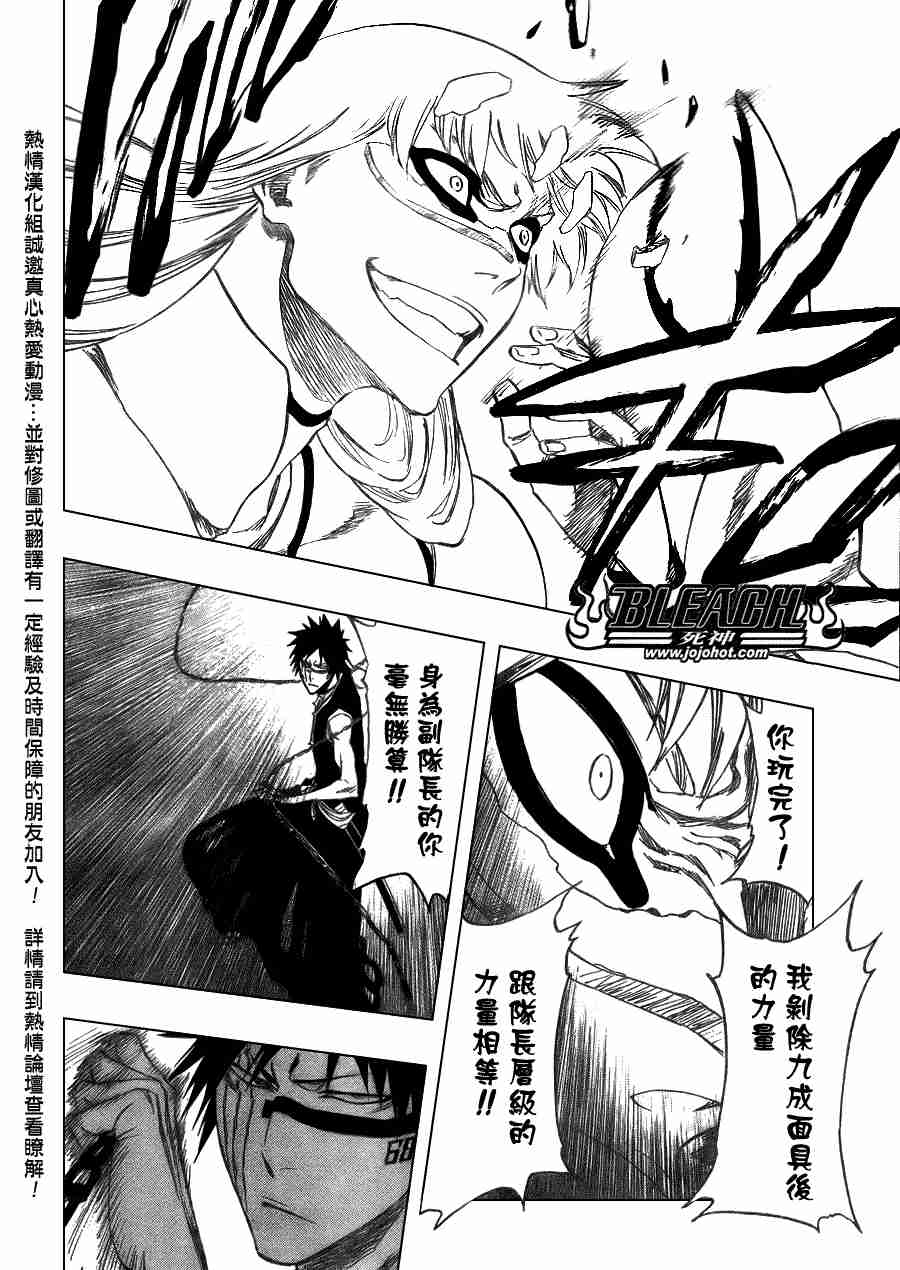 BLEACH
死神
www.jojohot.com
你玩完了！
我剝除九成面具後
的力量
跟隊長層級的
力量相等!!
身為副隊長的你
毫無勝算!!
69
熱情漢化組誠邀真心熱愛動漫…並對修圖或翻譯有一定經驗及時間保障的朋友加入！ 詳情請到熱情論壇查看瞭解！